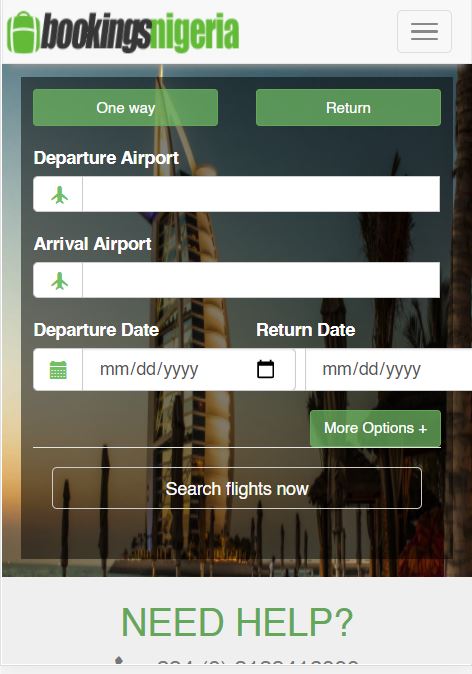 bookingsnigeria
One way
Return
Departure Airport
Arrival Airport
Departure Date
Return Date
mm/dd/yyyy
mm/dd/yyyy
More Options +
Search flights now
NEED HELP?